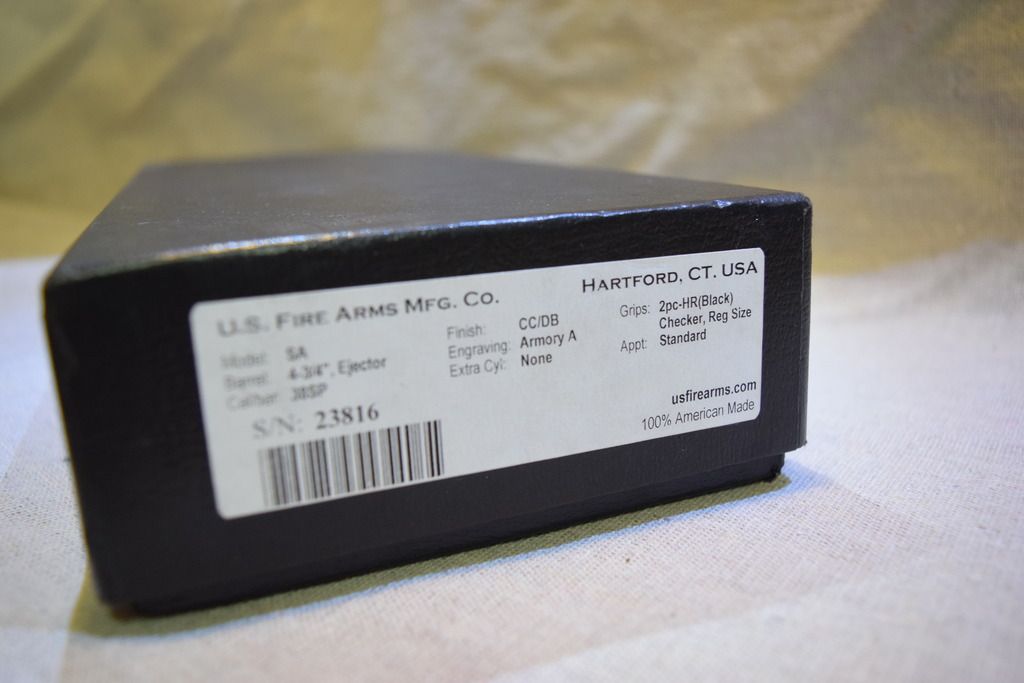 U.S. FIRE ARMS MFG. CO.
HARTFORD, CT. USA
Model: SA
Barrel: 4-3/4", Ejector
Caliber: 38SP
Finish: CC/DB
Engraving: Armory A
Extra Cyl: None
Grips: 2pc-HR(Black)
Checker, Reg Size
Appt: Standard
S/N: 23816
usfirearms.com
100% American Made